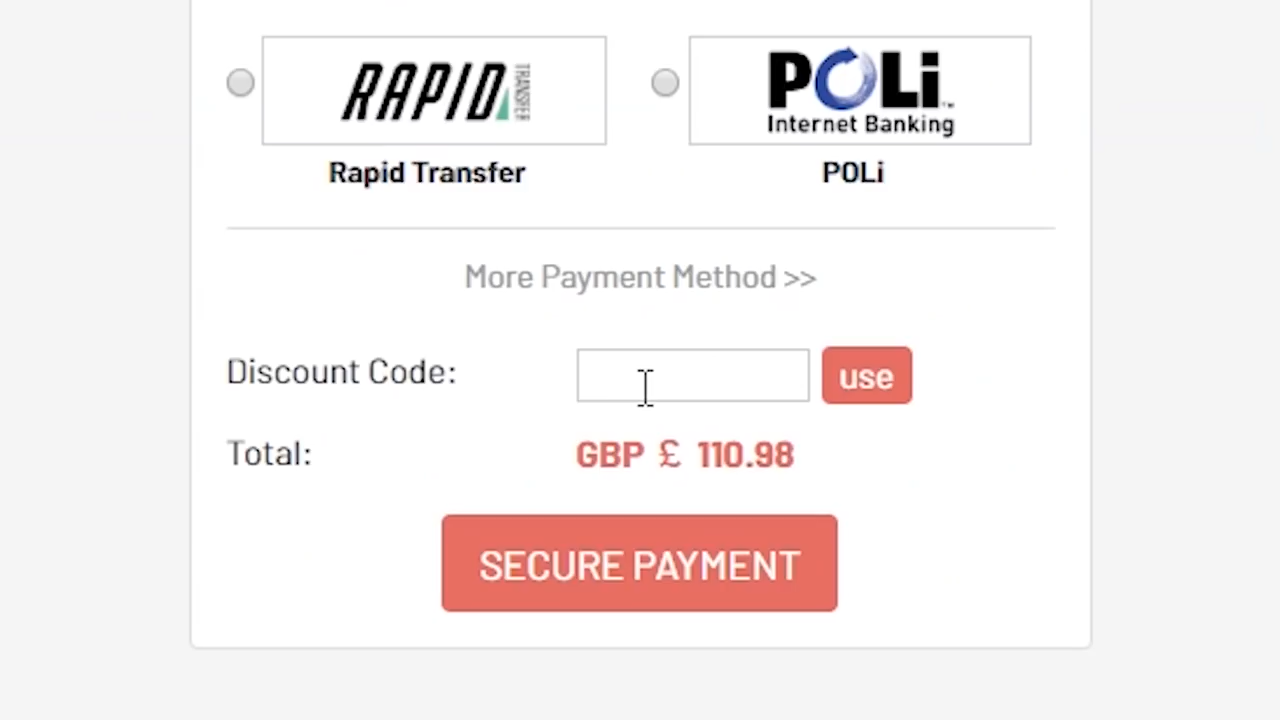 RAPID TRANSFER
POLi™
Internet Banking
Rapid Transfer
POLi
More Payment Method >>
Discount Code:
use
Total:
GBP £ 110.98
SECURE PAYMENT